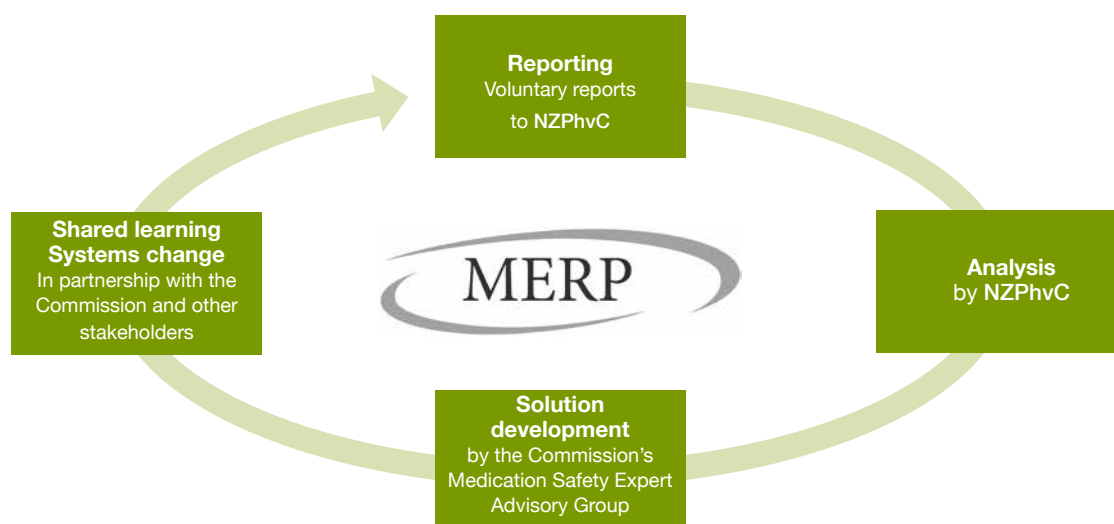 Reporting
Voluntary reports
to NZPhvC
Shared learning
Systems change
In partnership with the
Commission and other
stakeholders
MERP
Analysis
by NZPhvC
Solution
development
by the Commission’s
Medication Safety Expert
Advisory Group